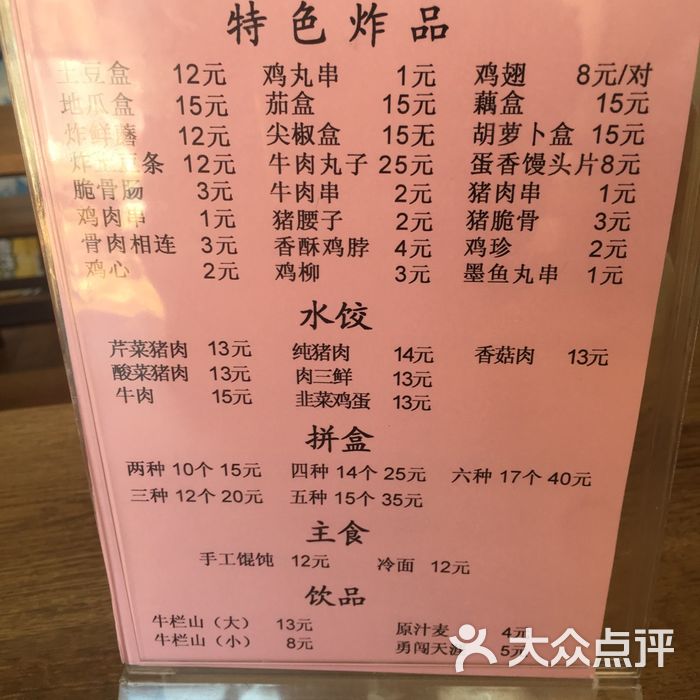 特色炸品
土豆盒 12元 鸡丸串 1元 鸡翅 8元/对
地瓜盒 15元 茄盒 15元 藕盒 15元
炸鲜蘑 12元 尖椒盒 15无 胡萝卜盒 15元
炸 豆条 12元 牛肉丸子 25元 蛋香馒头片8元
脆骨肠 3元 牛肉串 2元 猪肉串 1元
鸡肉串 1元 猪腰子 2元 猪脆骨 3元
骨肉相连 3元 香酥鸡脖 4元 鸡珍 2元
鸡心 2元 鸡柳 3元 墨鱼丸串 1元
水饺
芹菜猪肉 13元 纯猪肉 14元 香菇肉 13元
酸菜猪肉 13元 肉三鲜 13元
牛肉 15元 韭菜鸡蛋 13元
拼盒
两种 10个 15元 四种 14个 25元 六种 17个 40元
三种 12个 20元 五种 15个 35元
主食
手工馄饨 12元 冷面 12元
饮品
牛栏山（大） 13元 原汁麦 4元
牛栏山（小） 8元 勇闯天涯 5元
大众点评